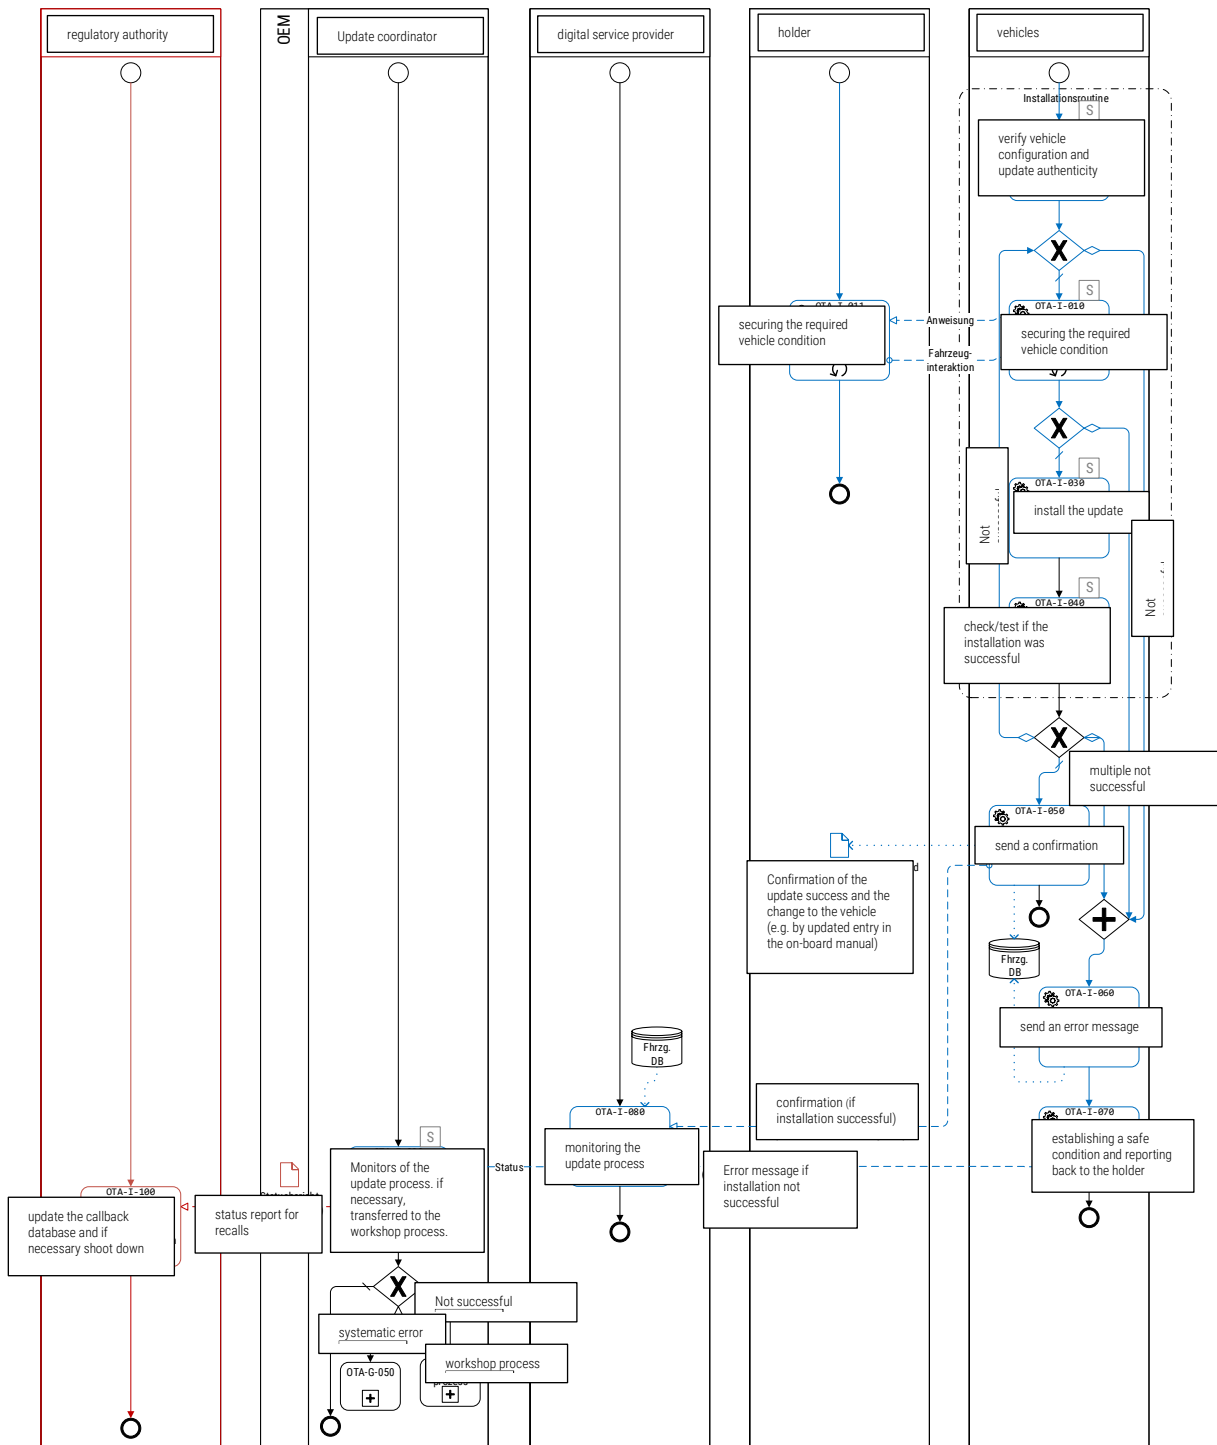 regulatory authority
OEM
Update coordinator
digital service provider
holder
vehicles
Installationsroutine
S
verify vehicle
configuration and
update authenticity
S
OTA-I-010
securing the required
vehicle condition
securing the required
vehicle condition
Anweisung
Fahrzeug-
interaktion
S
OTA-I-030
install the update
Not
Not
S
OTA-I-040
check/test if the
installation was
successful
multiple not
successful
OTA-I-050
send a confirmation
Confirmation of the
update success and the
change to the vehicle
(e.g. by updated entry in
the on-board manual)
Fhrzg.
DB
OTA-I-060
send an error message
Fhrzg.
DB
OTA-I-080
monitoring the
update process
confirmation (if
installation successful)
OTA-I-070
establishing a safe
condition and reporting
back to the holder
Error message if
installation not
successful
Status
S
Monitors of the
update process. if
necessary,
transferred to the
workshop process.
status report for
recalls
OTA-I-100
update the callback
database and if
necessary shoot down
Not successful
systematic error
workshop process
OTA-G-050